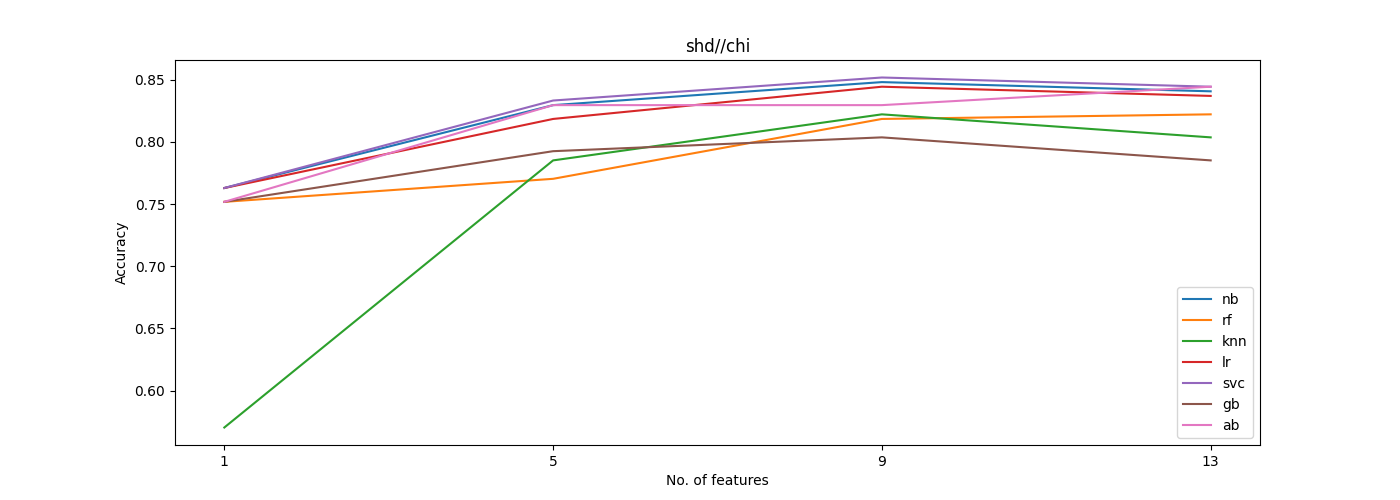 shd//chi
Accuracy
0.85
0.80
0.75
0.70
0.65
0.60
1 5 9 13
No. of features
nb
rf
knn
lr
svc
gb
ab